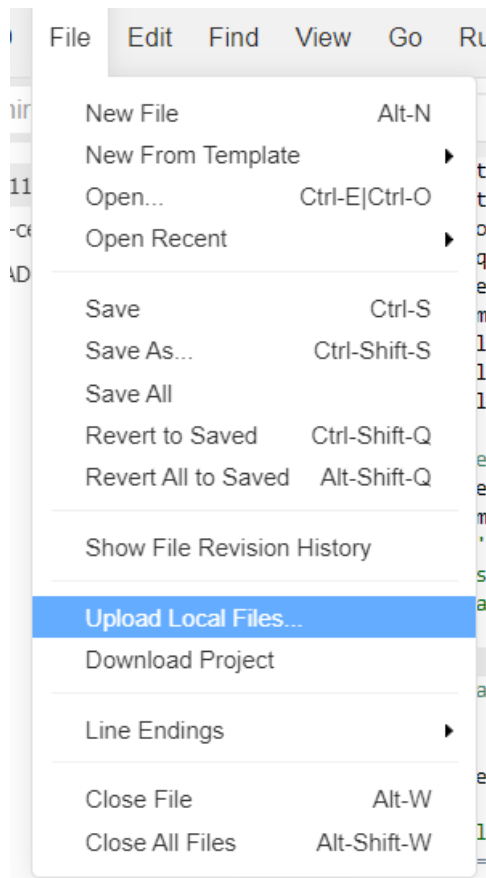 File Edit Find View Go Ru
New File Alt-N
New From Template
Open... Ctrl-E|Ctrl-O
Open Recent
Save Ctrl-S
Save As... Ctrl-Shift-S
Save All
Revert to Saved Ctrl-Shift-Q
Revert All to Saved Alt-Shift-Q
Show File Revision History
Upload Local Files...
Download Project
Line Endings
Close File Alt-W
Close All Files Alt-Shift-W